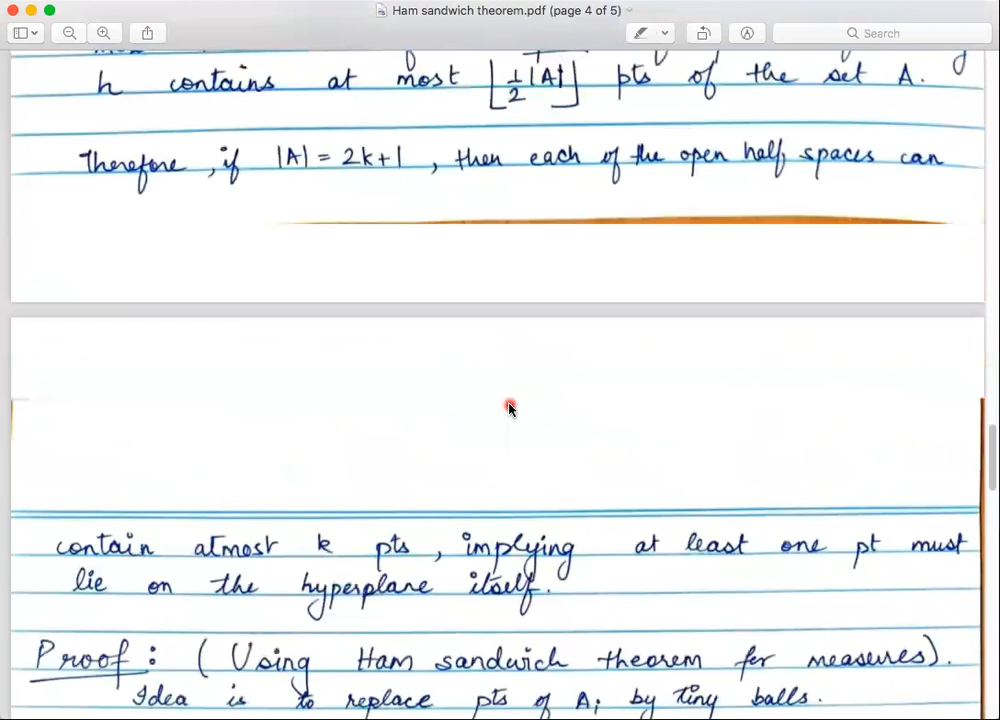 Ham sandwich theorem.pdf (page 4 of 5)
Search
h contains at most ⌊1/2|A|⌋ pts of the set A.
Therefore, if |A| = 2k+1, then each of the open half spaces can
contain atmost k pts, implying at least one pt must
lie on the hyperplane itself.
Proof: (Using Ham sandwich theorem for measures).
Idea is to replace pts of Ai by tiny balls.